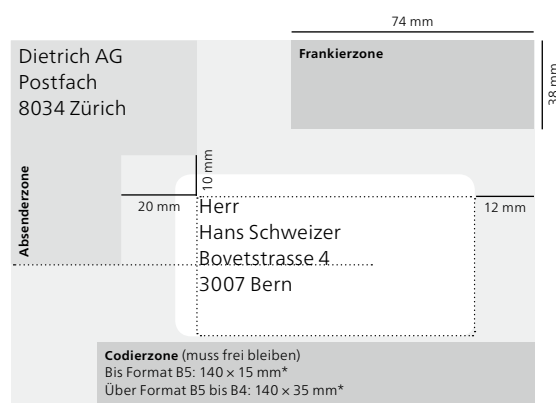 74 mm
Dietrich AG
Postfach
8034 Zürich
Frankierzone
38 mm
Absenderzone
10 mm
20 mm
12 mm
Herr
Hans Schweizer
Bovetstrasse 4
3007 Bern
Codierzone (muss frei bleiben)
Bis Format B5: 140 × 15 mm*
Über Format B5 bis B4: 140 × 35 mm*